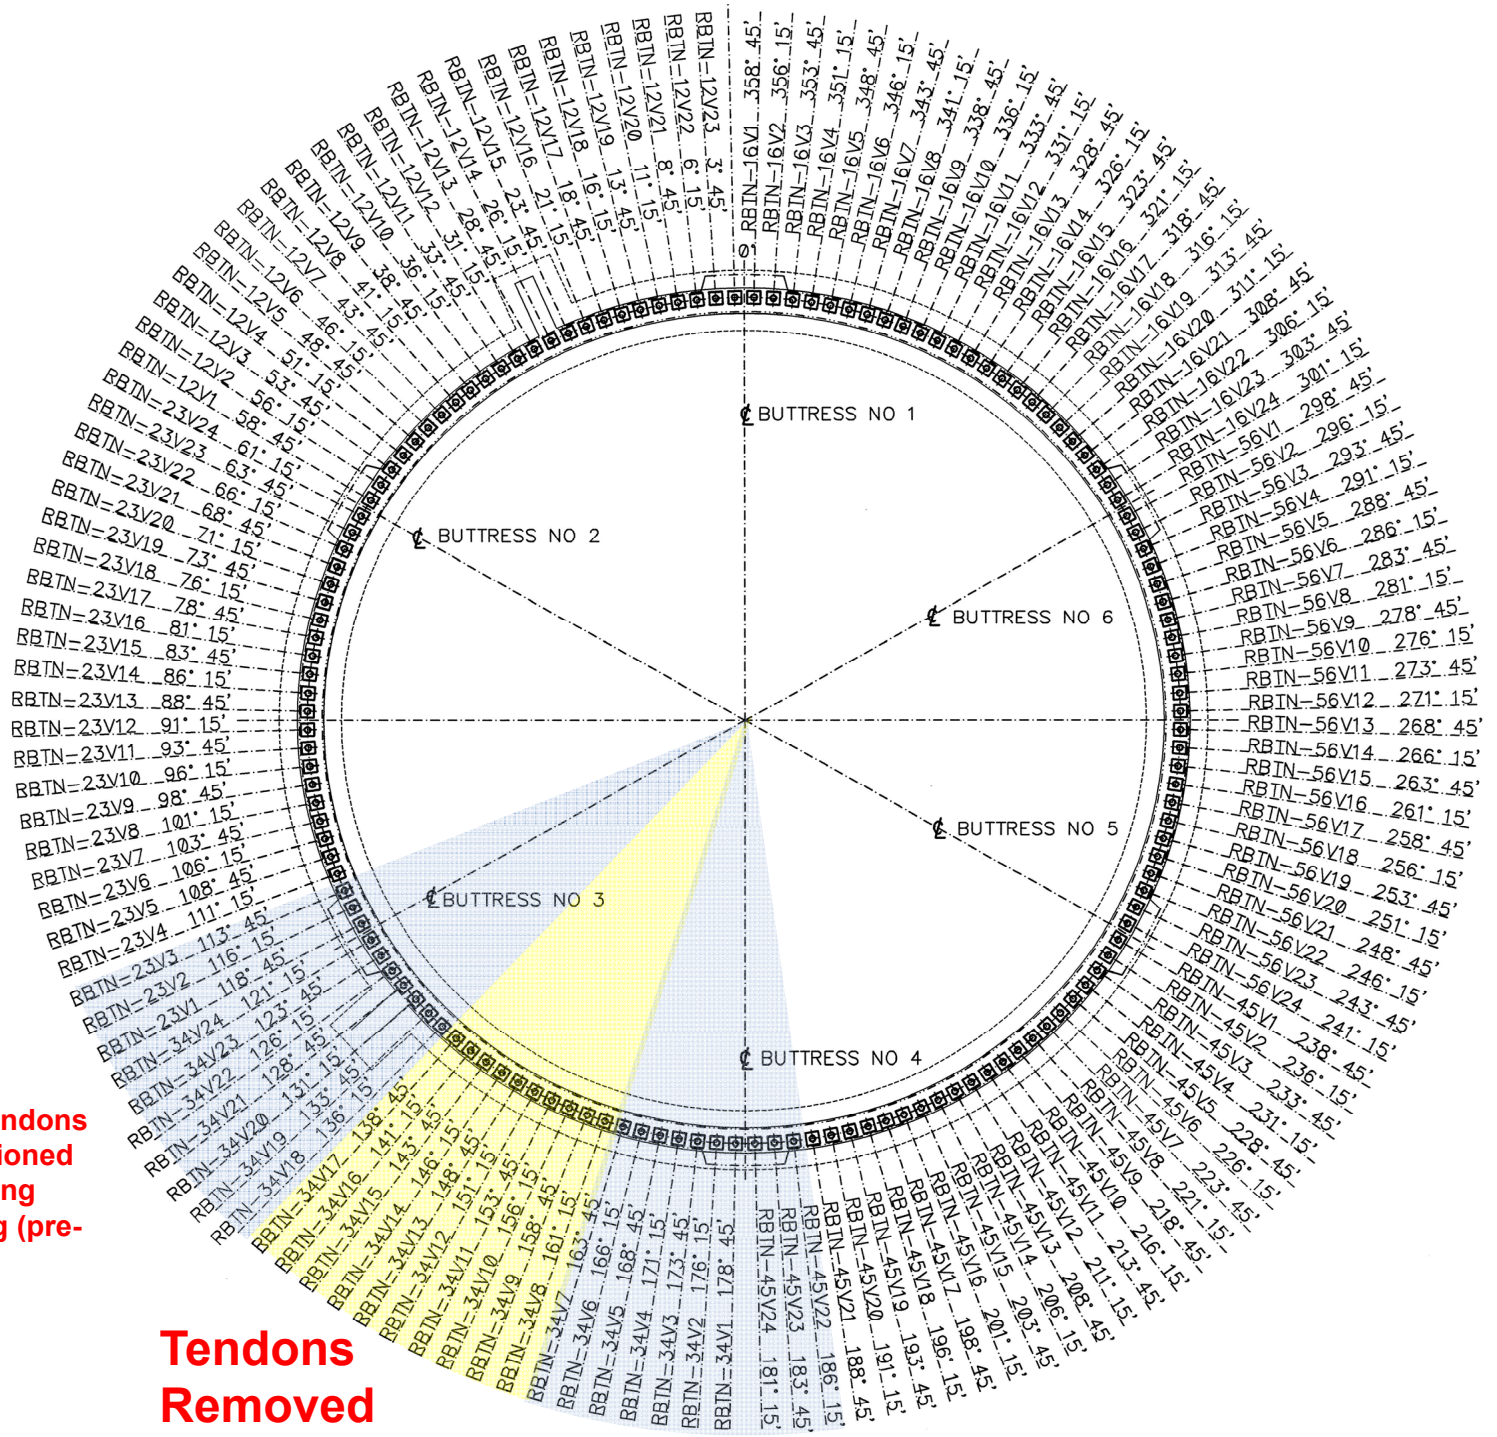 RBTN-12V23 3° 45'
RBTN-12V22 6° 15'
RBTN-12V21 8° 45'
RBTN-12V20 11° 15'
RBTN-12V19 13° 45'
RBTN-12V18 16° 15'
RBTN-12V17 18° 45'
RBTN-12V16 21° 15'
RBTN-12V15 23° 45'
RBTN-12V14 26° 15'
RBTN-12V13 28° 45'
RBTN-12V12 31° 15'
RBTN-12V11 33° 45'
RBTN-12V10 36° 15'
RBTN-12V9 38° 45'
RBTN-12V8 41° 15'
RBTN-12V7 43° 45'
RBTN-12V6 46° 15'
RBTN-12V5 48° 45'
RBTN-12V4 51° 15'
RBTN-12V3 53° 45'
RBTN-12V2 56° 15'
RBTN-12V1 58° 45'
RBTN-23V24 61° 15'
RBTN-23V23 63° 45'
RBTN-23V22 66° 15'
RBTN-23V21 68° 45'
RBTN-23V20 71° 15'
RBTN-23V19 73° 45'
RBTN-23V18 76° 15'
RBTN-23V17 78° 45'
RBTN-23V16 81° 15'
RBTN-23V15 83° 45'
RBTN-23V14 86° 15'
RBTN-23V13 88° 45'
RBTN-23V12 91° 15'
RBTN-23V11 93° 45'
RBTN-23V10 96° 15'
RBTN-23V9 98° 45'
RBTN-23V8 101° 15'
RBTN-23V7 103° 45'
RBTN-23V6 106° 15'
RBTN-23V5 108° 45'
RBTN-23V4 111° 15'
RBTN-23V3 113° 45'
RBTN-23V2 116° 15'
RBTN-23V1 118° 45'
RBTN-34V24 121° 15'
RBTN-34V23 123° 45'
RBTN-34V22 126° 15'
RBTN-34V21 128° 45'
RBTN-34V20 131° 15'
RBTN-34V19 133° 45'
RBTN-34V18 136° 15'
RBTN-34V17 138° 45'
RBTN-34V16 141° 15'
RBTN-34V15 143° 45'
RBTN-34V14 146° 15'
RBTN-34V13 148° 45'
RBTN-34V12 151° 15'
RBTN-34V11 153° 45'
RBTN-34V10 156° 15'
RBTN-34V9 158° 45'
RBTN-34V8 161° 15'
RBTN-34V7 163° 45'
RBTN-34V6 166° 15'
RBTN-34V5 168° 45'
RBTN-34V4 171° 15'
RBTN-34V3 173° 45'
RBTN-34V2 176° 15'
RBTN-34V1 178° 45'
RBTN-45V24 181° 15'
RBTN-45V23 183° 45'
RBTN-45V22 186° 15'
RBTN-45V21 188° 45'
RBTN-45V20 191° 15'
RBTN-45V19 193° 45'
RBTN-45V18 196° 15'
RBTN-45V17 198° 45'
RBTN-45V16 201° 15'
RBTN-45V15 203° 45'
RBTN-45V14 206° 15'
RBTN-45V13 208° 45'
RBTN-45V12 211° 15'
RBTN-45V11 213° 45'
RBTN-45V10 216° 15'
RBTN-45V9 218° 45'
RBTN-45V8 221° 15'
RBTN-45V7 223° 45'
RBTN-45V6 226° 15'
RBTN-45V5 228° 45'
RBTN-45V4 231° 15'
RBTN-45V3 233° 45'
RBTN-45V2 236° 15'
RBTN-45V1 238° 45'
RBTN-56V24 241° 15'
RBTN-56V23 243° 45'
RBTN-56V22 246° 15'
RBTN-56V21 248° 45'
RBTN-56V20 251° 15'
RBTN-56V19 253° 45'
RBTN-56V18 256° 15'
RBTN-56V17 258° 45'
RBTN-56V16 261° 15'
RBTN-56V15 263° 45'
RBTN-56V14 266° 15'
RBTN-56V13 268° 45'
RBTN-56V12 271° 15'
RBTN-56V11 273° 45'
RBTN-56V10 276° 15'
RBTN-56V9 278° 45'
RBTN-56V8 281° 15'
RBTN-56V7 283° 45'
RBTN-56V6 286° 15'
RBTN-56V5 288° 45'
RBTN-56V4 291° 15'
RBTN-56V3 293° 45'
RBTN-56V2 296° 15'
RBTN-56V1 298° 45'
RBTN-16V24 301° 15'
RBTN-16V23 303° 45'
RBTN-16V22 306° 15'
RBTN-16V21 308° 45'
RBTN-16V20 311° 15'
RBTN-16V19 313° 45'
RBTN-16V18 316° 15'
RBTN-16V17 318° 45'
RBTN-16V16 321° 15'
RBTN-16V15 323° 45'
RBTN-16V14 326° 15'
RBTN-16V13 328° 45'
RBTN-16V12 331° 15'
RBTN-16V11 333° 45'
RBTN-16V10 336° 15'
RBTN-16V9 338° 45'
RBTN-16V8 341° 15'
RBTN-16V7 343° 45'
RBTN-16V6 346° 15'
RBTN-16V5 348° 45'
RBTN-16V4 351° 15'
RBTN-16V3 353° 45'
RBTN-16V2 356° 15'
RBTN-16V1 358° 45'
0°
℄ BUTTRESS NO 1
℄ BUTTRESS NO 2
℄ BUTTRESS NO 6
℄ BUTTRESS NO 5
℄ BUTTRESS NO 3
℄ BUTTRESS NO 4
ndons
ioned
ng
g (pre-
Tendons
Removed